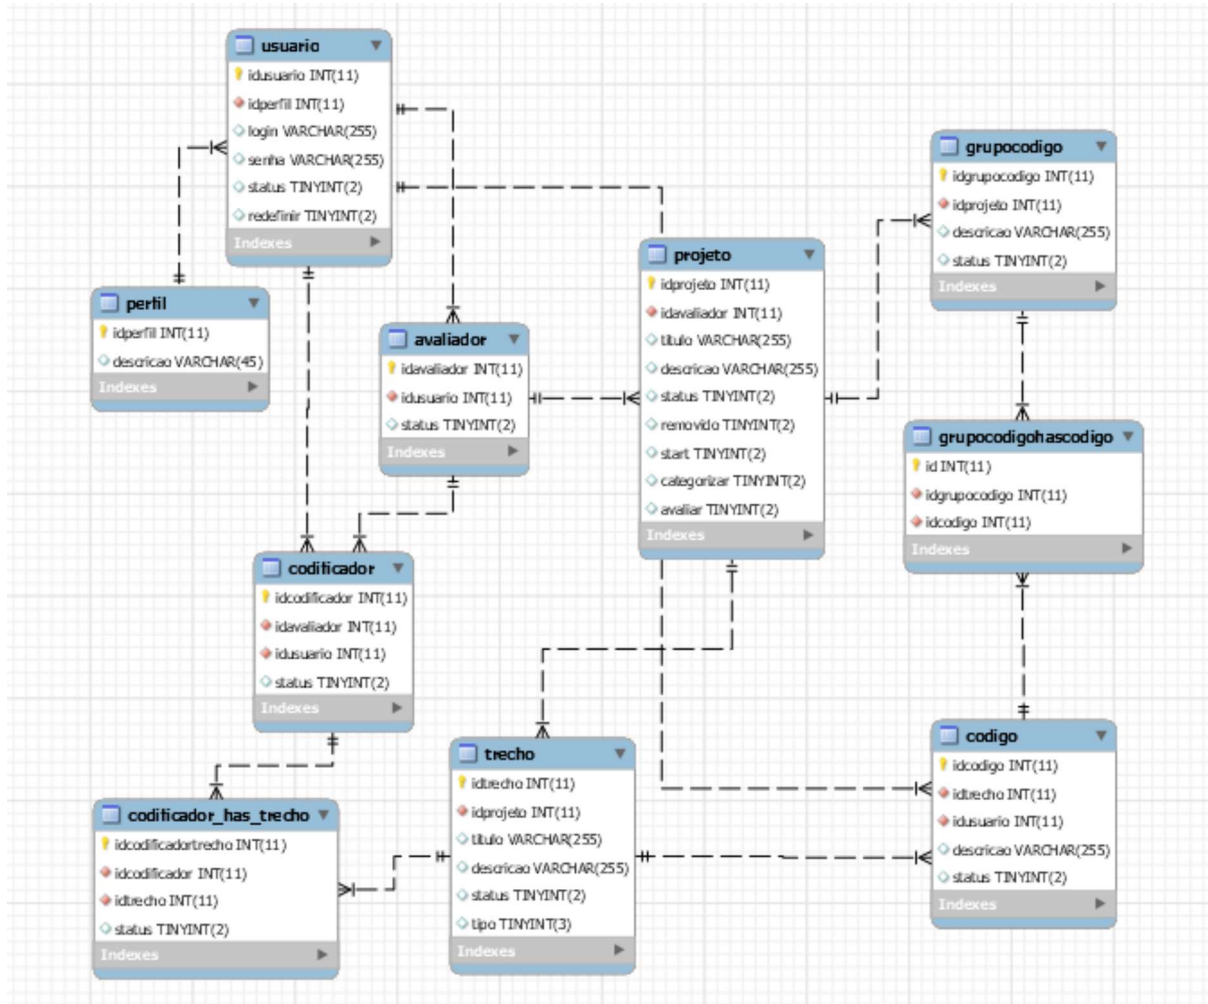 usuario
idusuario INT(11)
idperfil INT(11)
login VARCHAR(255)
senha VARCHAR(255)
status TINYINT(2)
redefinir TINYINT(2)
Indexes
perfil
idperfil INT(11)
descricao VARCHAR(45)
Indexes
avaliador
idavaliador INT(11)
idusuario INT(11)
status TINYINT(2)
Indexes
projeto
idprojeto INT(11)
idavaliador INT(11)
titulo VARCHAR(255)
descricao VARCHAR(255)
status TINYINT(2)
removido TINYINT(2)
start TINYINT(2)
categorizar TINYINT(2)
avaliar TINYINT(2)
Indexes
grupocodigo
idgrupocodigo INT(11)
idprojeto INT(11)
descricao VARCHAR(255)
status TINYINT(2)
Indexes
grupocodigohascodigo
id INT(11)
idgrupocodigo INT(11)
idcodigo INT(11)
Indexes
codificador
idcodificador INT(11)
idavaliador INT(11)
idusuario INT(11)
status TINYINT(2)
Indexes
codificador_has_trecho
idcodificadortrecho INT(11)
idcodificador INT(11)
idtrecho INT(11)
status TINYINT(2)
Indexes
trecho
idtrecho INT(11)
idprojeto INT(11)
titulo VARCHAR(255)
descricao VARCHAR(255)
status TINYINT(2)
tipo TINYINT(3)
Indexes
codigo
idcodigo INT(11)
idtrecho INT(11)
idusuario INT(11)
descricao VARCHAR(255)
status TINYINT(2)
Indexes